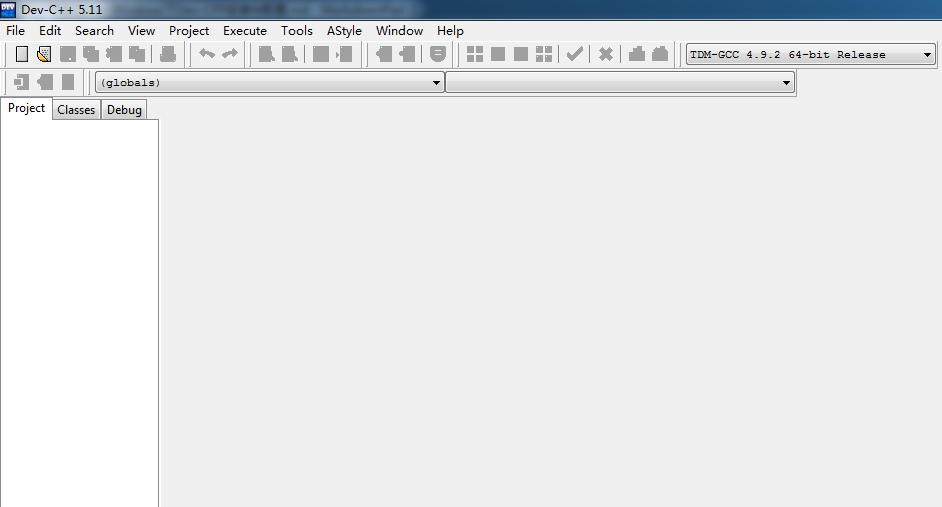 Dev-C++ 5.11
File Edit Search View Project Execute Tools AStyle Window Help
TDM-GCC 4.9.2 64-bit Release
(globals)
Project Classes Debug